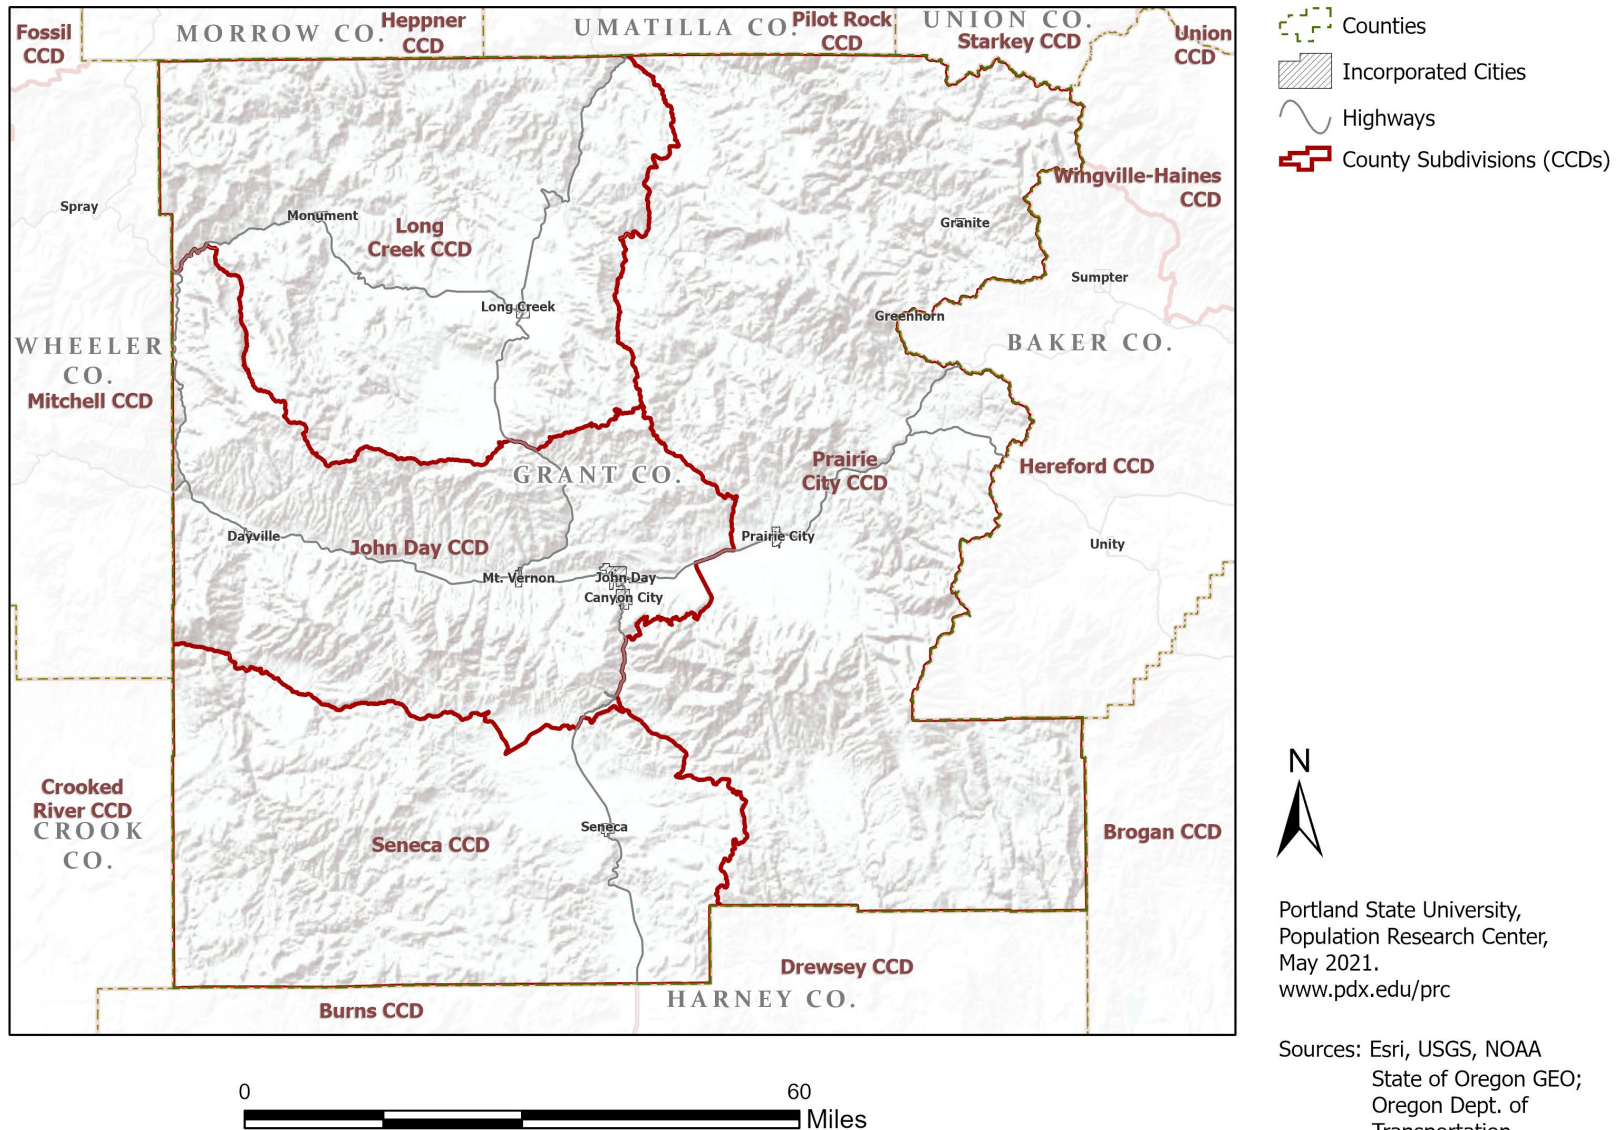 Fossil
CCD
MORROW CO.
Heppner
CCD
UMATILLA CO.
Pilot Rock
CCD
UNION CO.
Starkey CCD
Union
CCD
Wingville-Haines
CCD
Spray
Monument
Long
Creek CCD
Granite
Sumpter
Long Creek
Greenhorn
WHEELER
CO.
Mitchell CCD
BAKER CO.
GRANT CO.
Prairie
City CCD
Hereford CCD
Dayville
John Day CCD
Prairie City
Unity
Mt. Vernon
John Day
Canyon City
Crooked
River CCD
CROOK
CO.
Seneca CCD
Seneca
Brogan CCD
Drewsey CCD
HARNEY CO.
Burns CCD
0
60
Miles
Counties
Incorporated Cities
Highways
County Subdivisions (CCDs)
N
Portland State University,
Population Research Center,
May 2021.
www.pdx.edu/prc
Sources: Esri, USGS, NOAA
State of Oregon GEO;
Oregon Dept. of
Transportation